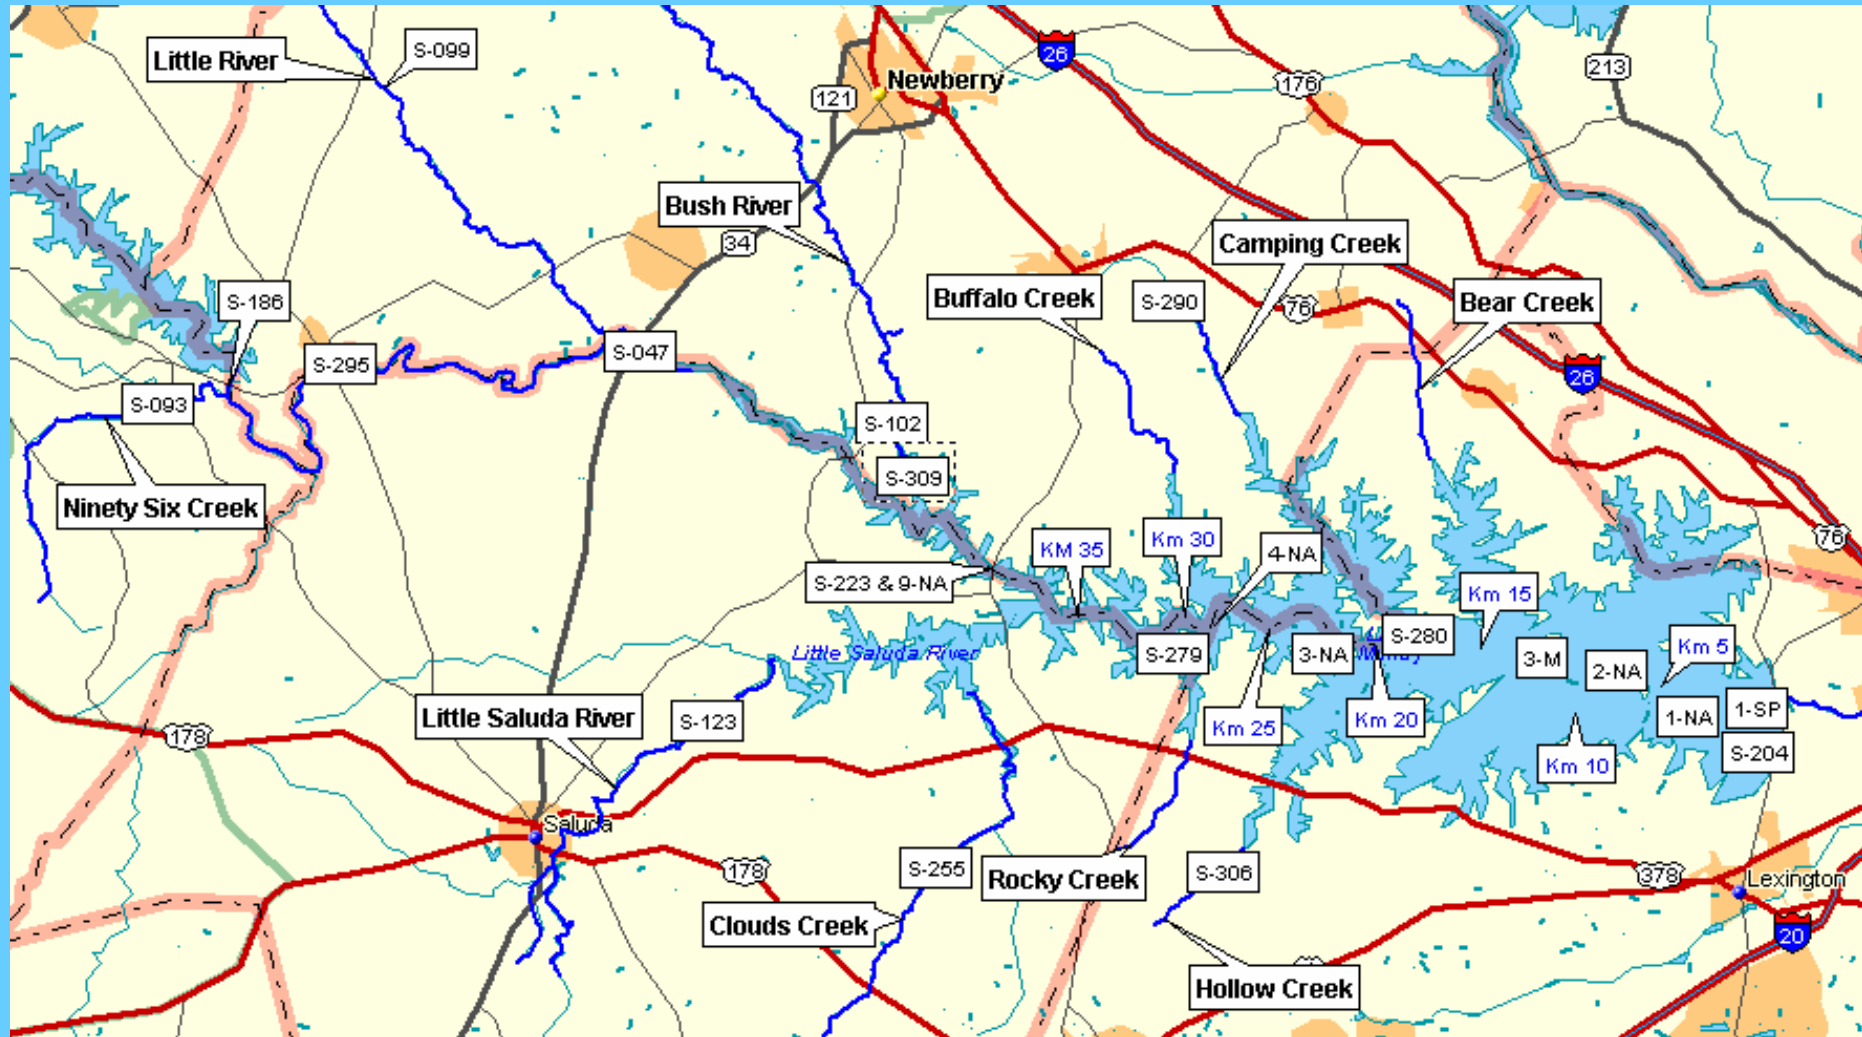 Little River
S-099
26
213
176
Newberry
121
Bush River
34
Camping Creek
S-186
Buffalo Creek
S-290
Bear Creek
76
S-295
S-047
26
S-093
S-102
S-309
Ninety Six Creek
KM 35
Km 30
4-NA
76
S-223 & 9-NA
Km 15
Little Saluda River
S-279
3-NA
S-280
3-M
2-NA
Km 5
Little Saluda River
S-123
Km 25
Km 20
1-NA
1-SP
178
S-204
Km 10
Saluda
178
S-255
Rocky Creek
S-306
378
Lexington
Clouds Creek
20
Hollow Creek